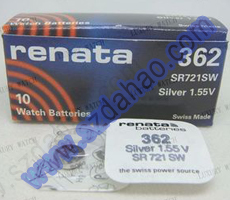 renata
362
SR721SW
10
Watch Batteries
Silver 1.55V
Swiss Made
renata
batteries
362
Silver 1.55 V
SR 721 SW
the swiss power source